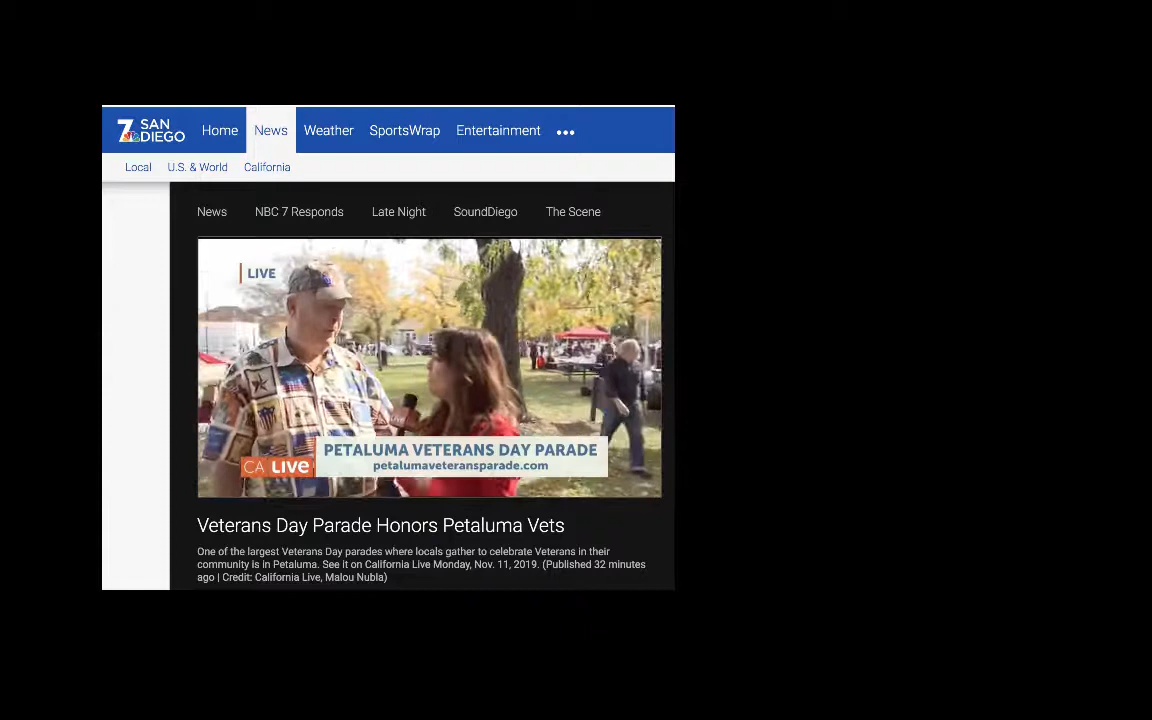 7 SAN DIEGO
Home News Weather SportsWrap Entertainment •••
Local U.S. & World California
News NBC 7 Responds Late Night SoundDiego The Scene
LIVE
PETALUMA VETERANS DAY PARADE
CA LIVE petalumaveteransparade.com
Veterans Day Parade Honors Petaluma Vets
One of the largest Veterans Day parades where locals gather to celebrate Veterans in their
community is in Petaluma. See it on California Live Monday, Nov. 11, 2019. (Published 32 minutes
ago | Credit: California Live, Malou Nubla)